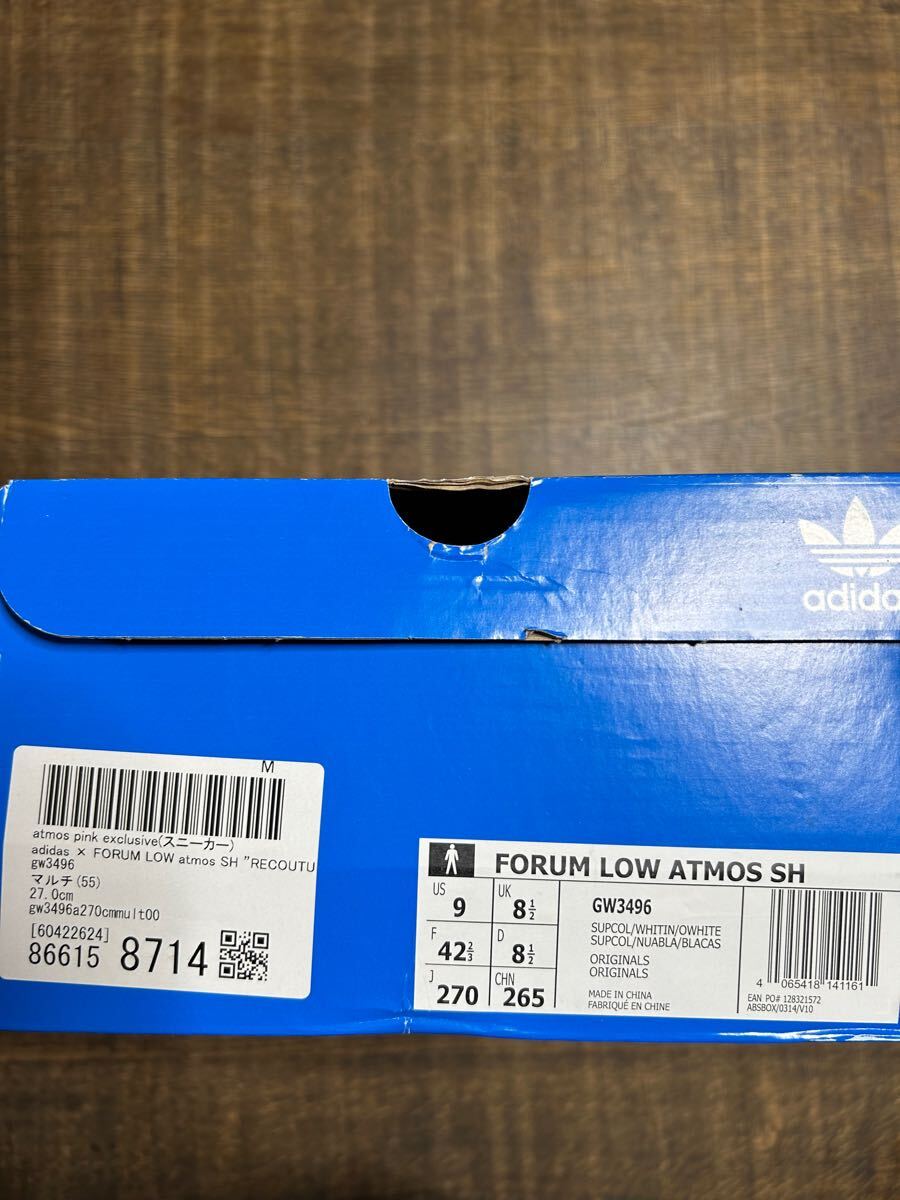 adidas
M
atmos pink exclusive(スニーカー)
adidas × FORUM LOW atmos SH "RECOUTU
gw3496
マルチ(55)
27.0cm
gw3496a270cmmult00
[60422624]
86615 8714
FORUM LOW ATMOS SH
US 9
UK 8½
F 42⅔
D 8½
J 270
CHN 265
GW3496
SUPCOL/WHITIN/OWHITE
SUPCOL/NUABLA/BLACAS
ORIGINALS
ORIGINALS
MADE IN CHINA
FABRIQUÉ EN CHINE
4 065418 141161
EAN PO# 128321572
ABSBOX/0314/V10